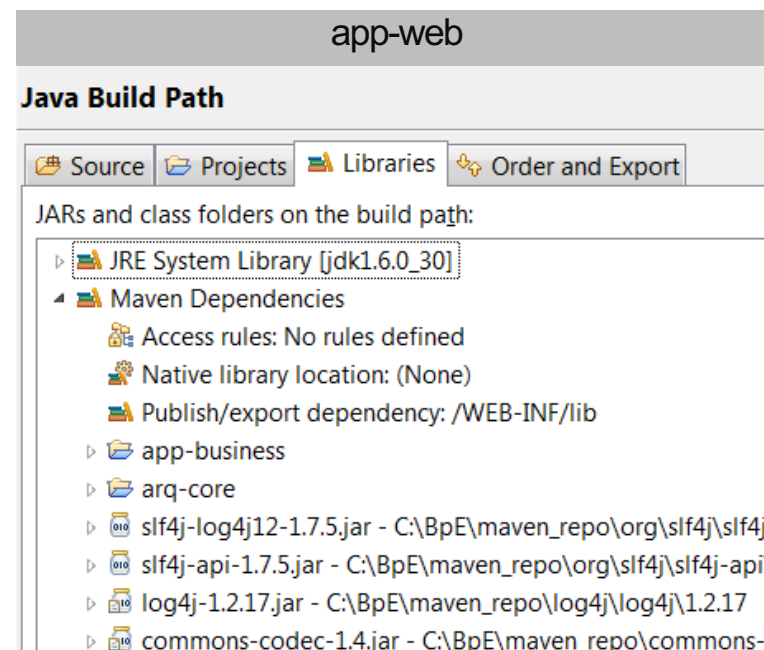 app-web
Java Build Path
Source Projects Libraries Order and Export
JARs and class folders on the build path:
JRE System Library [jdk1.6.0_30]
Maven Dependencies
Access rules: No rules defined
Native library location: (None)
Publish/export dependency: /WEB-INF/lib
app-business
arq-core
slf4j-log4j12-1.7.5.jar - C:\BpE\maven_repo\org\slf4j\slf4j
slf4j-api-1.7.5.jar - C:\BpE\maven_repo\org\slf4j\slf4j-api
log4j-1.2.17.jar - C:\BpE\maven_repo\log4j\log4j\1.2.17
commons-codec-1.4.jar - C:\BpE\maven_repo\commons-